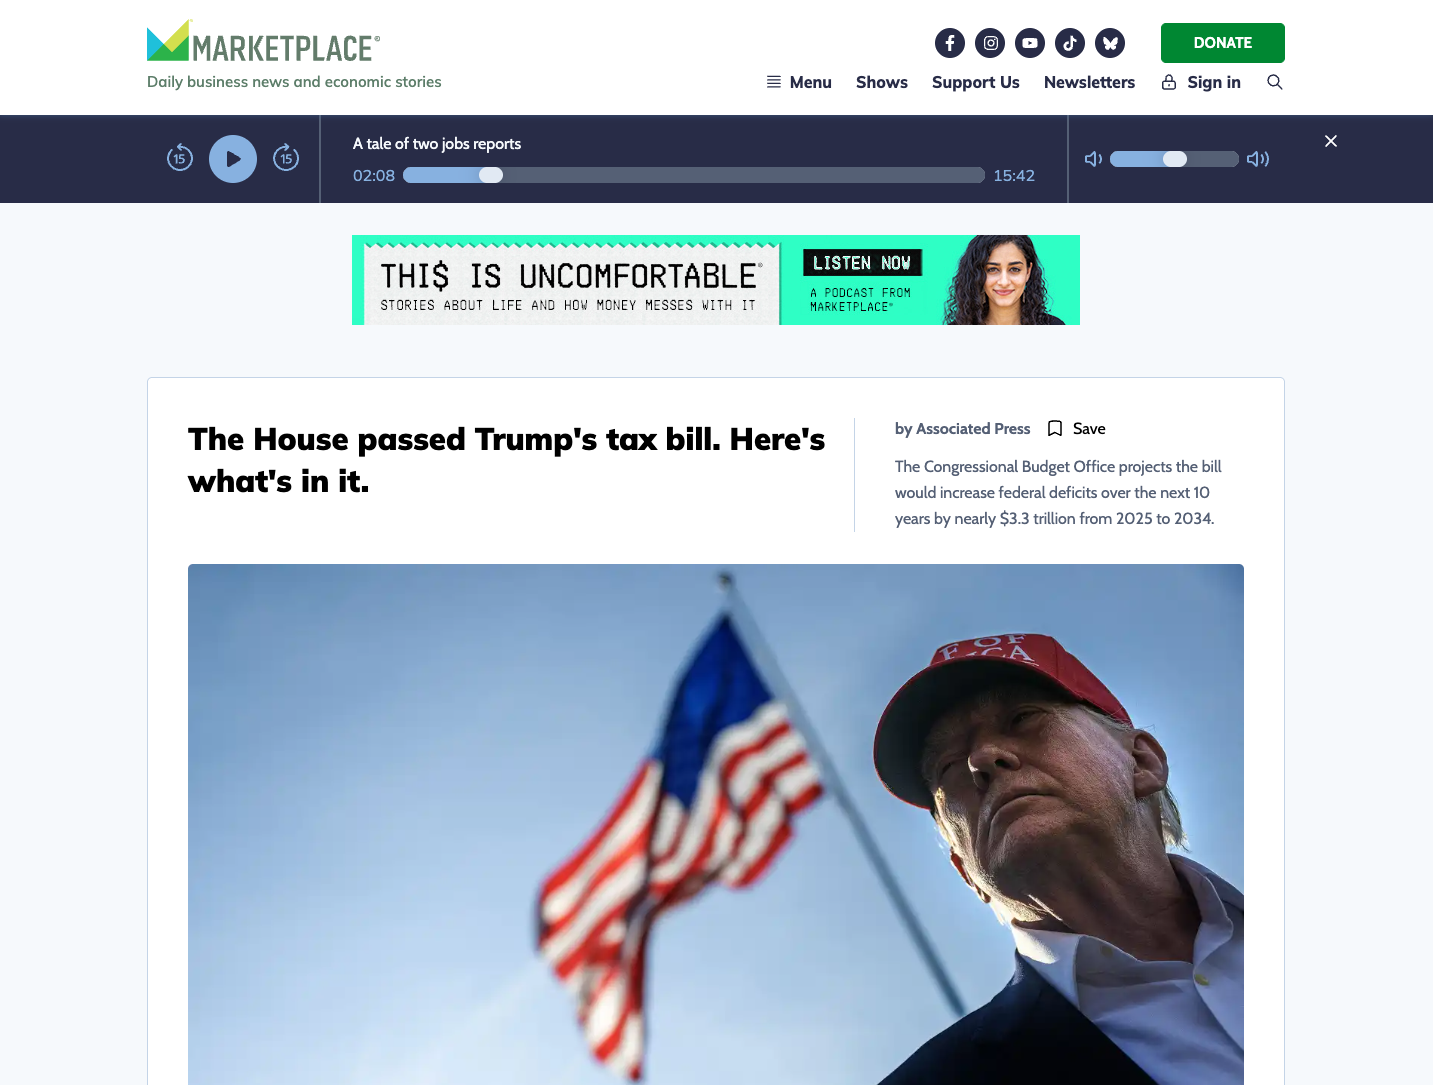 MARKETPLACE®
Daily business news and economic stories
DONATE
Menu
Shows
Support Us
Newsletters
Sign in
15
15
A tale of two jobs reports
02:08
15:42
THI$ IS UNCOMFORTABLE®
STORIES ABOUT LIFE AND HOW MONEY MESSES WITH IT
LISTEN NOW
A PODCAST FROM
MARKETPLACE®
The House passed Trump's tax bill. Here's
what's in it.
by Associated Press
Save
The Congressional Budget Office projects the bill
would increase federal deficits over the next 10
years by nearly $3.3 trillion from 2025 to 2034.
OF